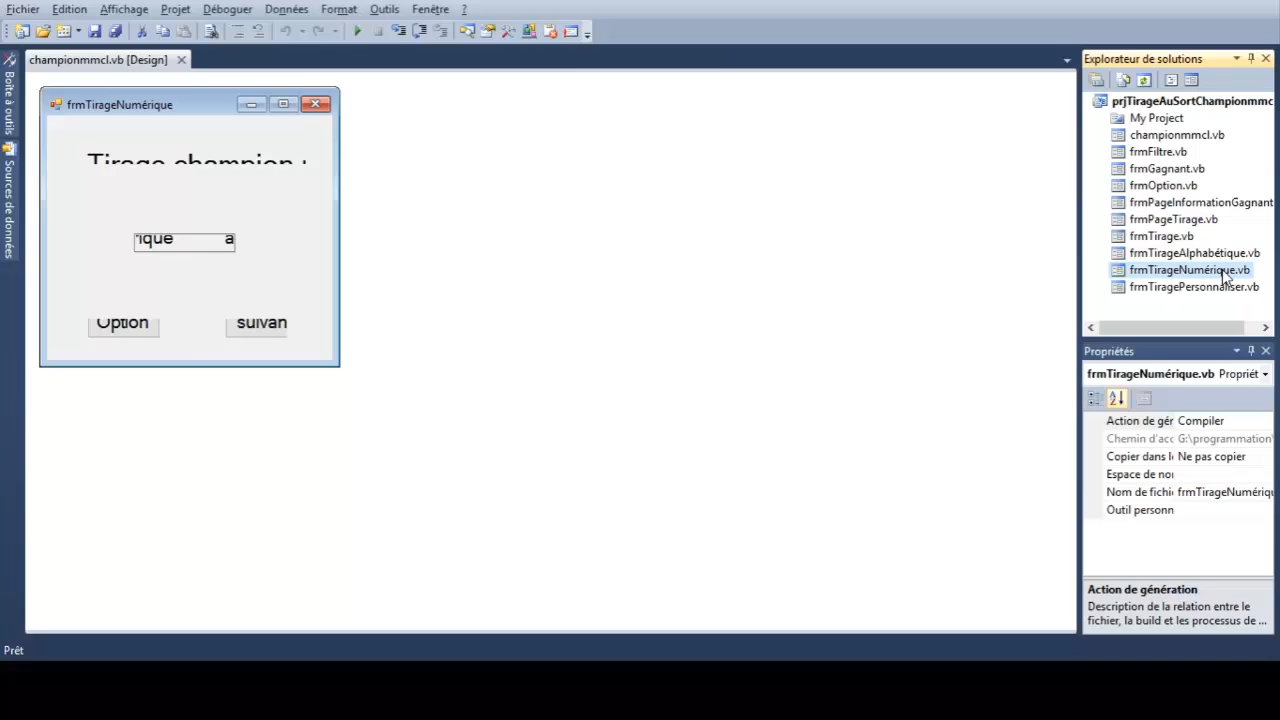 Fichier Edition Affichage Projet Déboguer Données Format Outils Fenêtre ?
championmmcl.vb [Design]
Boîte à outils
Sources de données
frmTirageNumérique
Tirage champion
ique a
Option suivan
Explorateur de solutions
prjTirageAuSortChampionmmc
My Project
championmmcl.vb
frmFiltre.vb
frmGagnant.vb
frmOption.vb
frmPageInformationGagnant
frmPageTirage.vb
frmTirage.vb
frmTirageAlphabétique.vb
frmTirageNumérique.vb
frmTiragePersonnaliser.vb
Propriétés
frmTirageNumérique.vb Propriét
Action de gér Compiler
Chemin d'acc G:\programmation\
Copier dans l Ne pas copier
Espace de no
Nom de fichi frmTirageNumériqu
Outil personn
Action de génération
Description de la relation entre le
fichier, la build et les processus de ...
Prêt